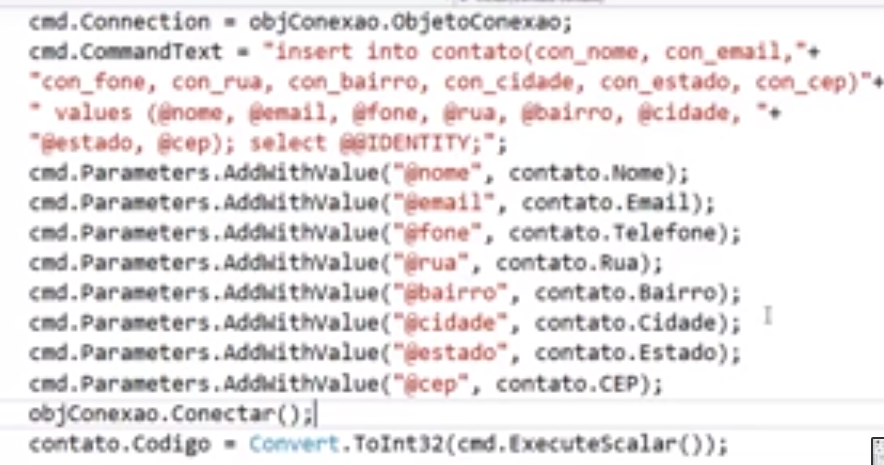 cmd.Connection = objConexao.ObjetoConexao;
cmd.CommandText = "insert into contato(con_nome, con_email,"+
"con_fone, con_rua, con_bairro, con_cidade, con_estado, con_cep)"+
" values (@nome, @email, @fone, @rua, @bairro, @cidade, "+
"@estado, @cep); select @@IDENTITY;";
cmd.Parameters.AddWithValue("@nome", contato.Nome);
cmd.Parameters.AddWithValue("@email", contato.Email);
cmd.Parameters.AddWithValue("@fone", contato.Telefone);
cmd.Parameters.AddWithValue("@rua", contato.Rua);
cmd.Parameters.AddWithValue("@bairro", contato.Bairro);
cmd.Parameters.AddWithValue("@cidade", contato.Cidade);
cmd.Parameters.AddWithValue("@estado", contato.Estado);
cmd.Parameters.AddWithValue("@cep", contato.CEP);
objConexao.Conectar();
contato.Codigo = Convert.ToInt32(cmd.ExecuteScalar());